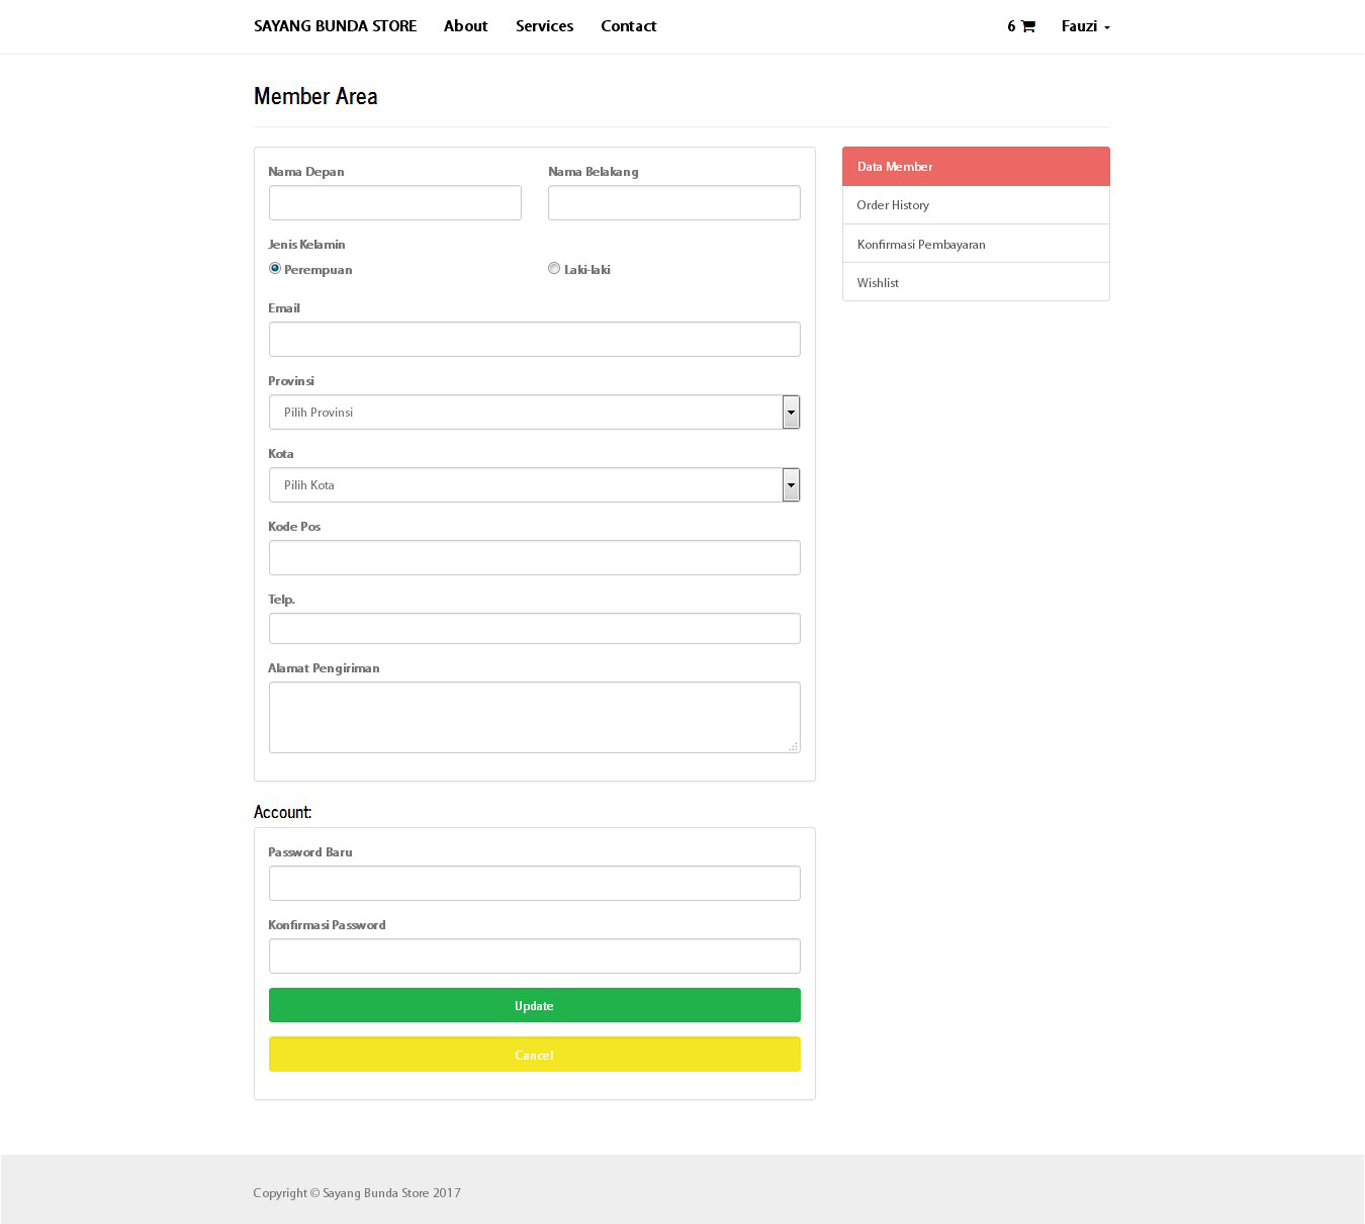 SAYANG BUNDA STORE About Services Contact 6 Fauzi
Member Area
Nama Depan Nama Belakang
Jenis Kelamin
Perempuan Laki-laki
Email
Provinsi
Pilih Provinsi
Kota
Pilih Kota
Kode Pos
Telp.
Alamat Pengiriman
Data Member
Order History
Konfirmasi Pembayaran
Wishlist
Account:
Password Baru
Konfirmasi Password
Update
Cancel
Copyright © Sayang Bunda Store 2017